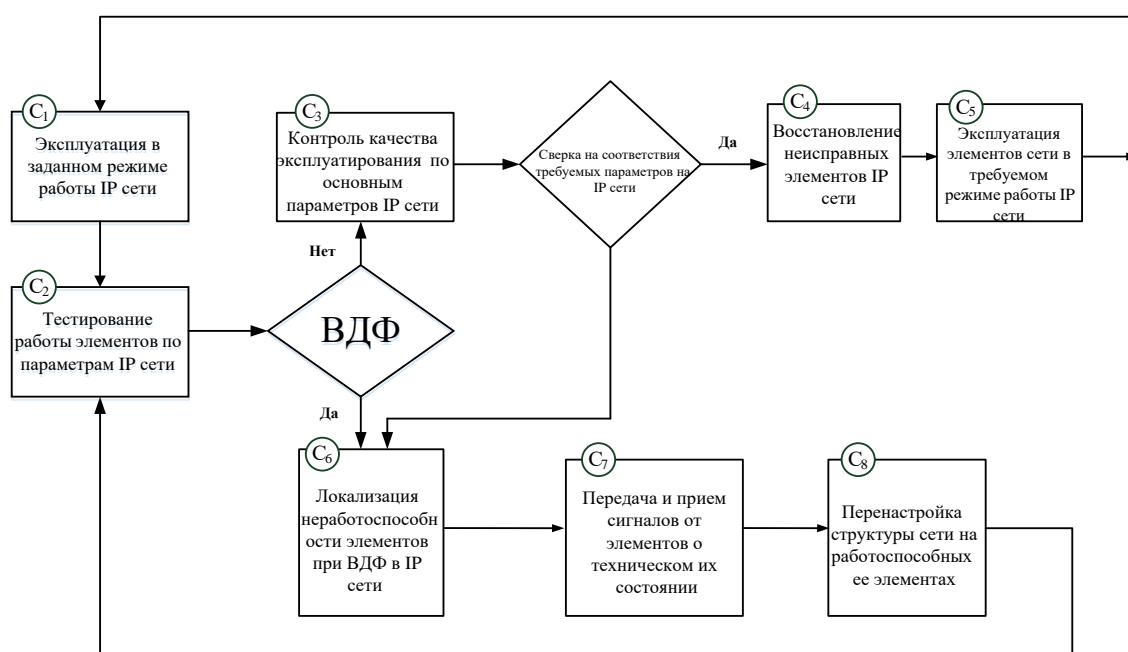 C1
Эксплуатация в
заданном режиме
работы IP сети
C2
Тестирование
работы элементов по
параметрам IP сети
C3
Контроль качества
эксплуатирования по
основным
параметров IP сети
Нет
ВДФ
Да
Сверка на соответствия
требуемых параметров на
IP сети
Да
C4
Восстановление
неисправных
элементов IP
сети
C5
Эксплуатация
элементов сети в
требуемом
режиме работы IP
сети
C6
Локализация
неработоспособн
ости элементов
при ВДФ в IP
сети
C7
Передача и прием
сигналов от
элементов о
техническом их
состоянии
C8
Перенастройка
структуры сети на
работоспособных
ее элементах